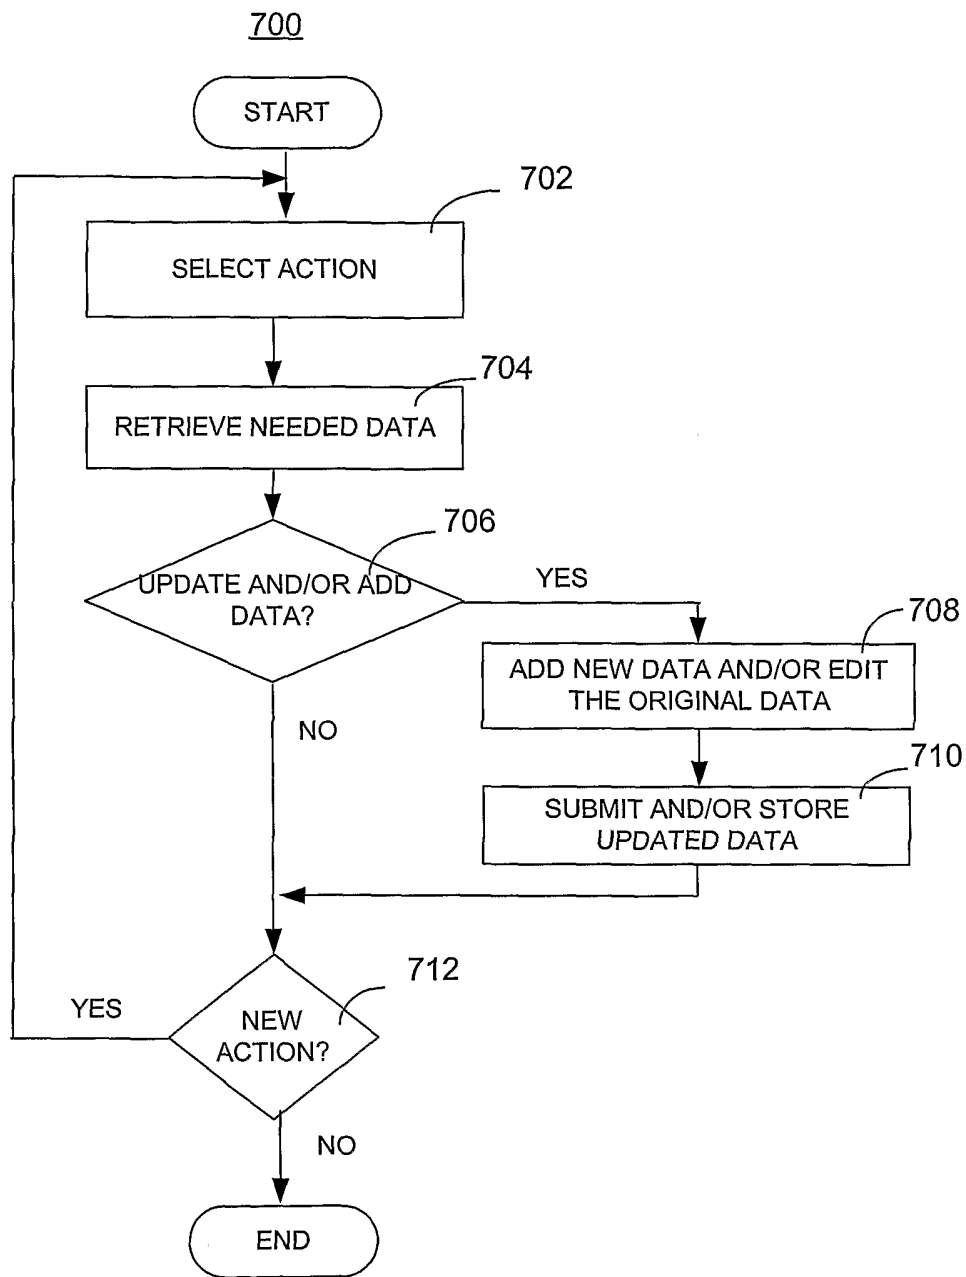 700
START
702
SELECT ACTION
704
RETRIEVE NEEDED DATA
706
UPDATE AND/OR ADD
DATA?
YES
708
ADD NEW DATA AND/OR EDIT
THE ORIGINAL DATA
NO
710
SUBMIT AND/OR STORE
UPDATED DATA
712
YES
NEW
ACTION?
NO
END